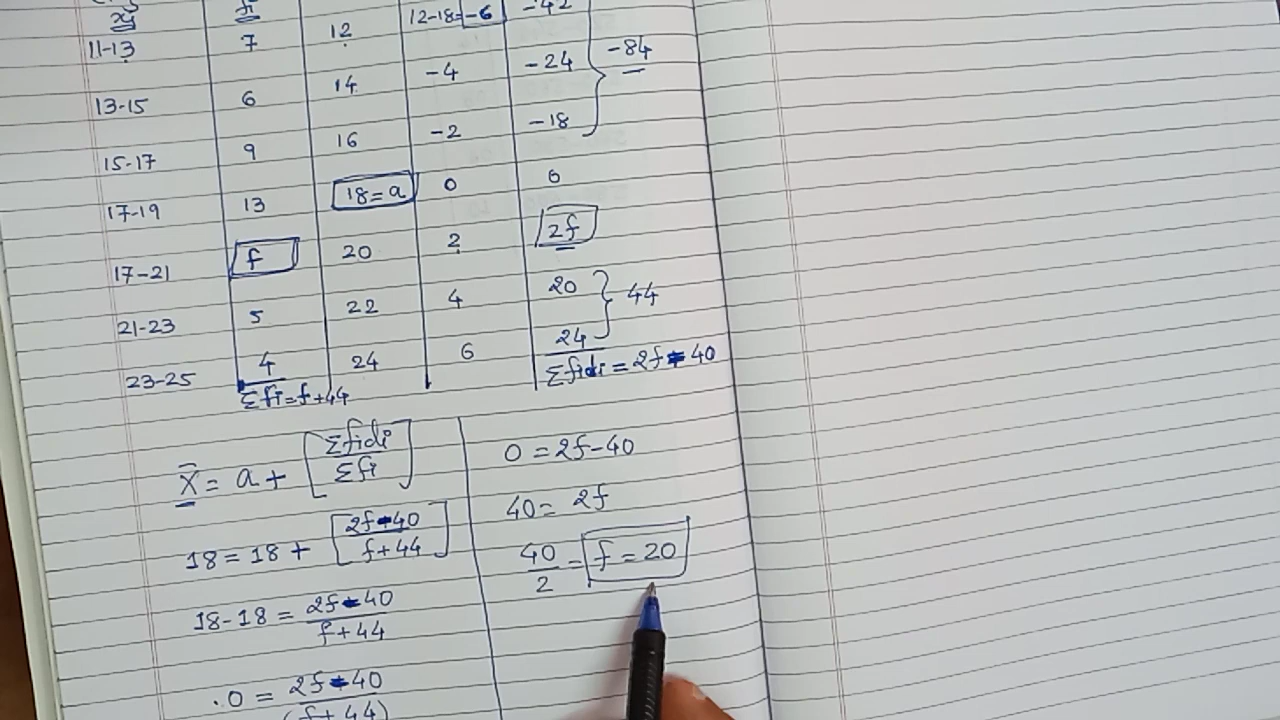 xy fi
11-13 7 12 12-18=-6 -42
13-15 6 14 -4 -24 -84
15-17 9 16 -2 -18
17-19 13 18=a 0 0
17-21 f 20 2 2f
21-23 5 22 4 20 44
23-25 4 24 6 24
Σfi=f+44 Σfidi=2f-40
x̄ = a + [Σfidi/Σfi]
18 = 18 + [2f-40/f+44]
18-18 = 2f-40/f+44
.0 = 2f-40/(f+44)
0 = 2f-40
40 = 2f
40/2 = f = 20